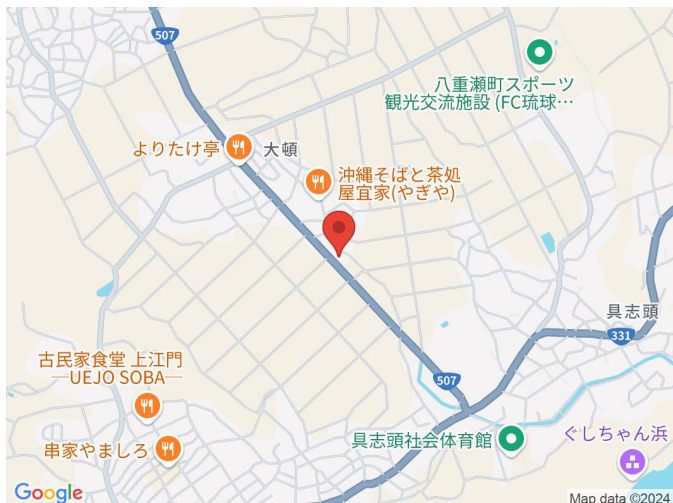 507
八重瀬町スポーツ
観光交流施設 (FC琉球…
よりたけ亭
大頓
沖縄そばと茶処
屋宜家(やぎや)
具志頭
331
古民家食堂 上江門
―UEJO SOBA―
507
串家やましろ
具志頭社会体育館
ぐしちゃん浜
Google
Map data ©2024